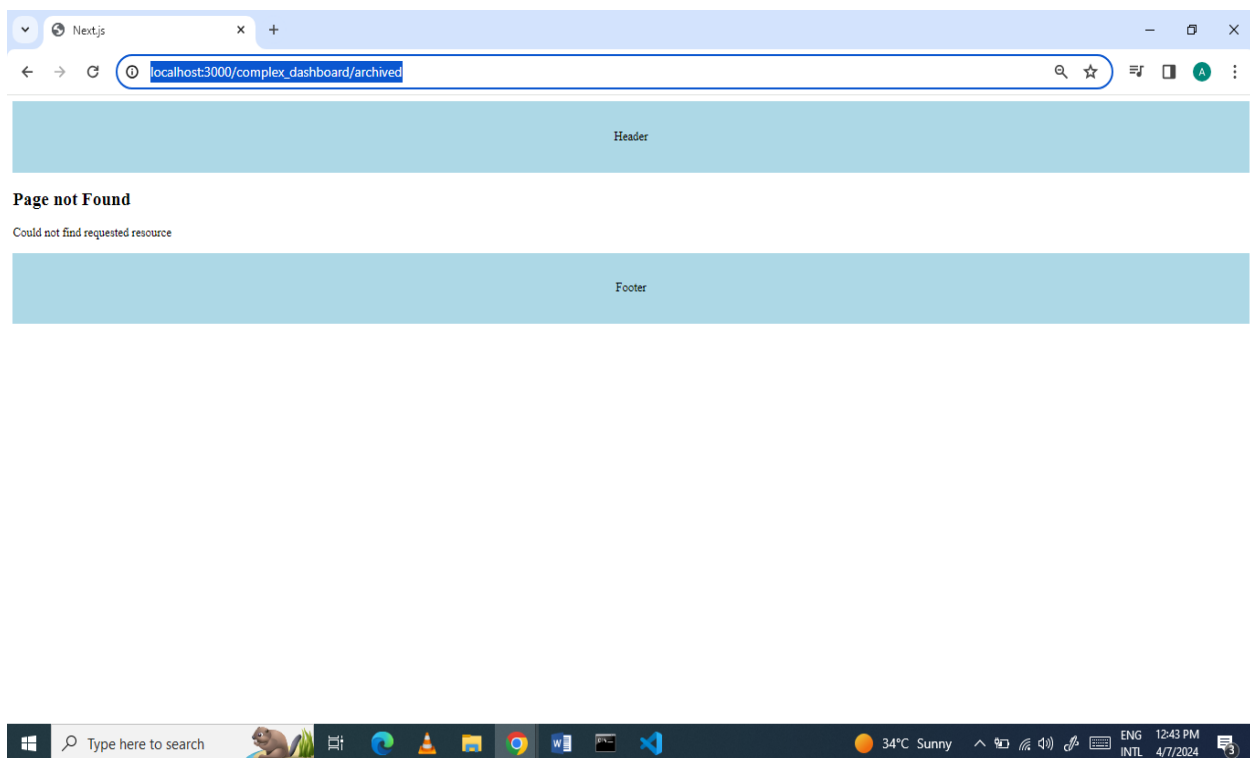 Next.js
localhost:3000/complex_dashboard/archived
A
Header
Page not Found
Could not find requested resource
Footer
Type here to search
34°C Sunny
ENG
INTL
12:43 PM
4/7/2024
3